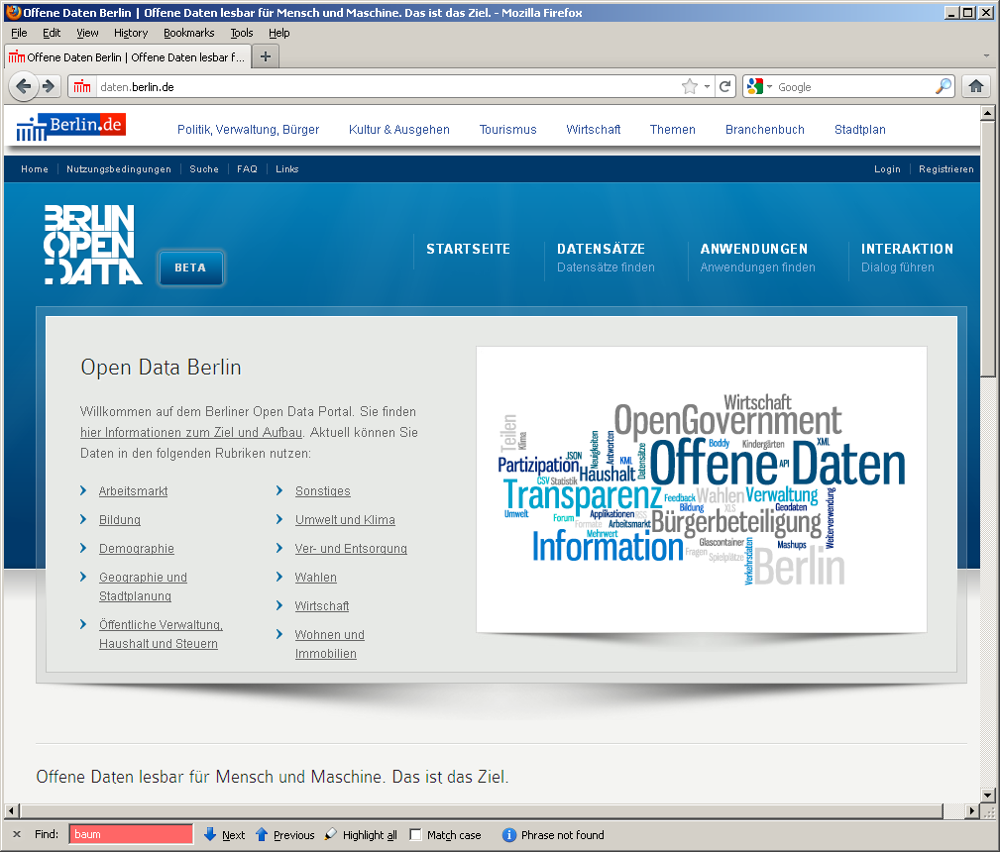 Offene Daten Berlin | Offene Daten lesbar für Mensch und Maschine. Das ist das Ziel. - Mozilla Firefox
File Edit View History Bookmarks Tools Help
Offene Daten Berlin | Offene Daten lesbar f...
daten.berlin.de
Google
Berlin.de
Politik, Verwaltung, Bürger Kultur & Ausgehen Tourismus Wirtschaft Themen Branchenbuch Stadtplan
Home Nutzungsbedingungen Suche FAQ Links Login Registrieren
BERLIN
OPEN
DATA
BETA
STARTSEITE
DATENSÄTZE
Datensätze finden
ANWENDUNGEN
Anwendungen finden
INTERAKTION
Dialog führen
Open Data Berlin
Willkommen auf dem Berliner Open Data Portal. Sie finden
hier Informationen zum Ziel und Aufbau. Aktuell können Sie
Daten in den folgenden Rubriken nutzen:
Arbeitsmarkt
Bildung
Demographie
Geographie und
Stadtplanung
Öffentliche Verwaltung,
Haushalt und Steuern
Sonstiges
Umwelt und Klima
Ver- und Entsorgung
Wahlen
Wirtschaft
Wohnen und
Immobilien
Wirtschaft
OpenGovernment
Teilen
Klima
Neuigkeiten
Antworten
Boddy
Kindergärten
XML
JSON
KML
Datensätze
Partizipation
Haushalt
Offene Daten
API
CSV
Statistik
Transparenz
Feedback
Wahlen
Verwaltung
Umwelt
Forum
Applikationen
RSS
Bildung
XLS
Geodaten
Formate
Arbeitsmarkt
Bürgerbeteiligung
Weiterverwendung
Mehrwert
Information
Glascontainer
Mashups
Fragen
Spielplätze
Verkehrsdaten
Berlin
Offene Daten lesbar für Mensch und Maschine. Das ist das Ziel.
Find: baum Next Previous Highlight all Match case Phrase not found